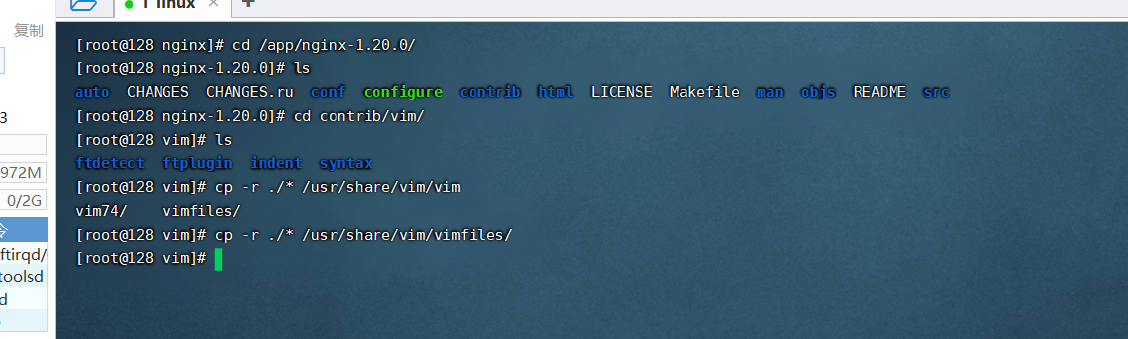 1 linux
复制
[root@128 nginx]# cd /app/nginx-1.20.0/
[root@128 nginx-1.20.0]# ls
auto  CHANGES  CHANGES.ru  conf  configure  contrib  html  LICENSE  Makefile  man  objs  README  src
3
[root@128 nginx-1.20.0]# cd contrib/vim/
[root@128 vim]# ls
ftdetect  ftplugin  indent  syntax
972M
[root@128 vim]# cp -r ./* /usr/share/vim/vim
0/2G
vim74/    vimfiles/
令
[root@128 vim]# cp -r ./* /usr/share/vim/vimfiles/
ftirqd/
[root@128 vim]#
toolsd
d